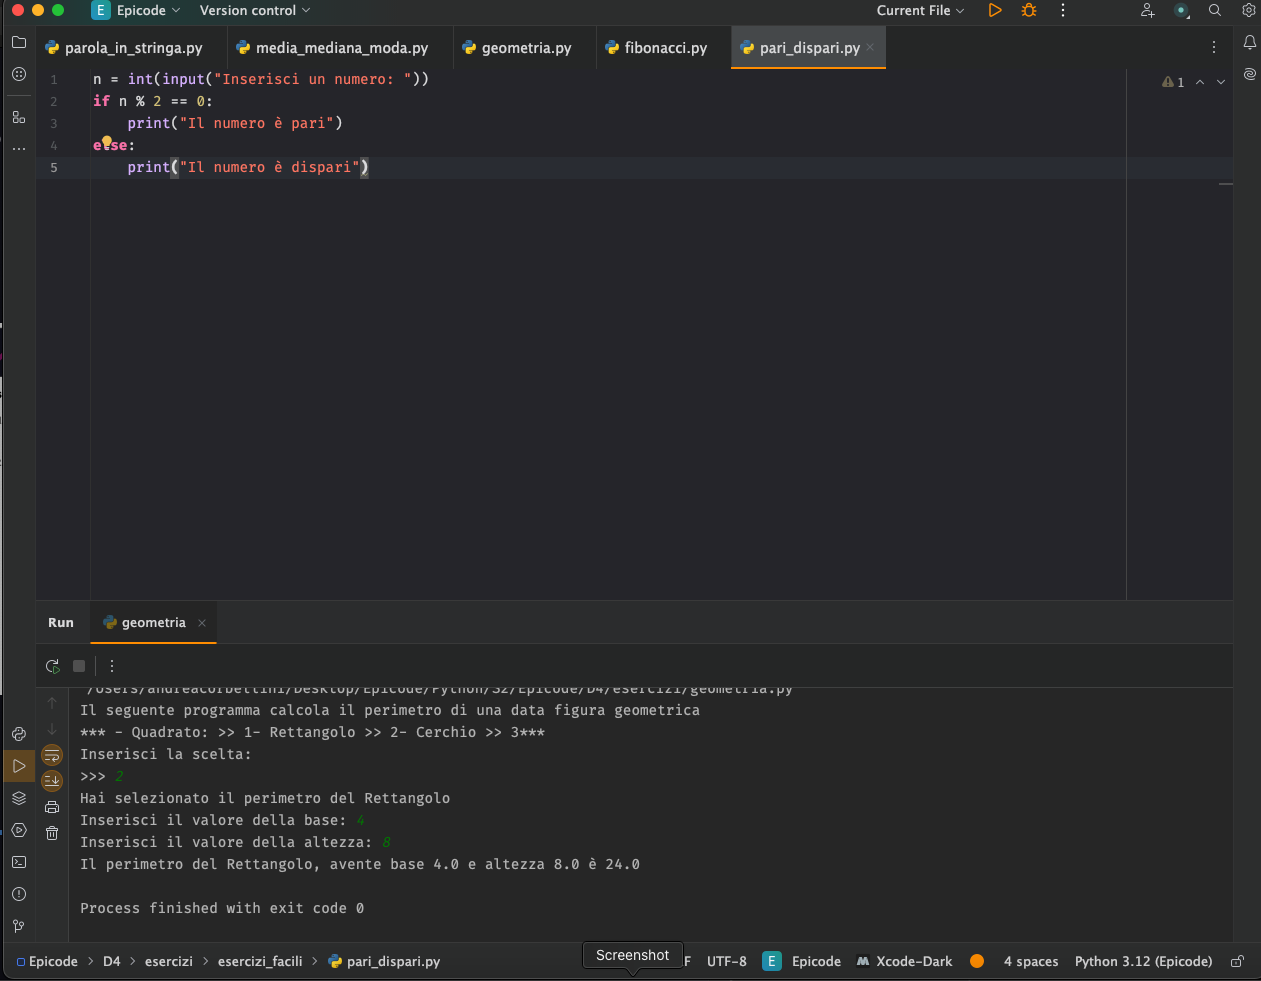 E Epicode Version control Current File
parola_in_stringa.py media_mediana_moda.py geometria.py fibonacci.py pari_dispari.py
1 n = int(input("Inserisci un numero: "))
2 if n % 2 == 0:
3 print("Il numero è pari")
4 else:
5 print("Il numero è dispari")
1
Run geometria
/Users/andreacorbellini/Desktop/Epicode/Python/S2/Epicode/D4/esercizi/geometria.py
Il seguente programma calcola il perimetro di una data figura geometrica
*** - Quadrato: >> 1- Rettangolo >> 2- Cerchio >> 3***
Inserisci la scelta:
>>> 2
Hai selezionato il perimetro del Rettangolo
Inserisci il valore della base: 4
Inserisci il valore della altezza: 8
Il perimetro del Rettangolo, avente base 4.0 e altezza 8.0 è 24.0
Process finished with exit code 0
Epicode > D4 > esercizi > esercizi_facili > pari_dispari.py Screenshot F UTF-8 E Epicode Xcode-Dark 4 spaces Python 3.12 (Epicode)